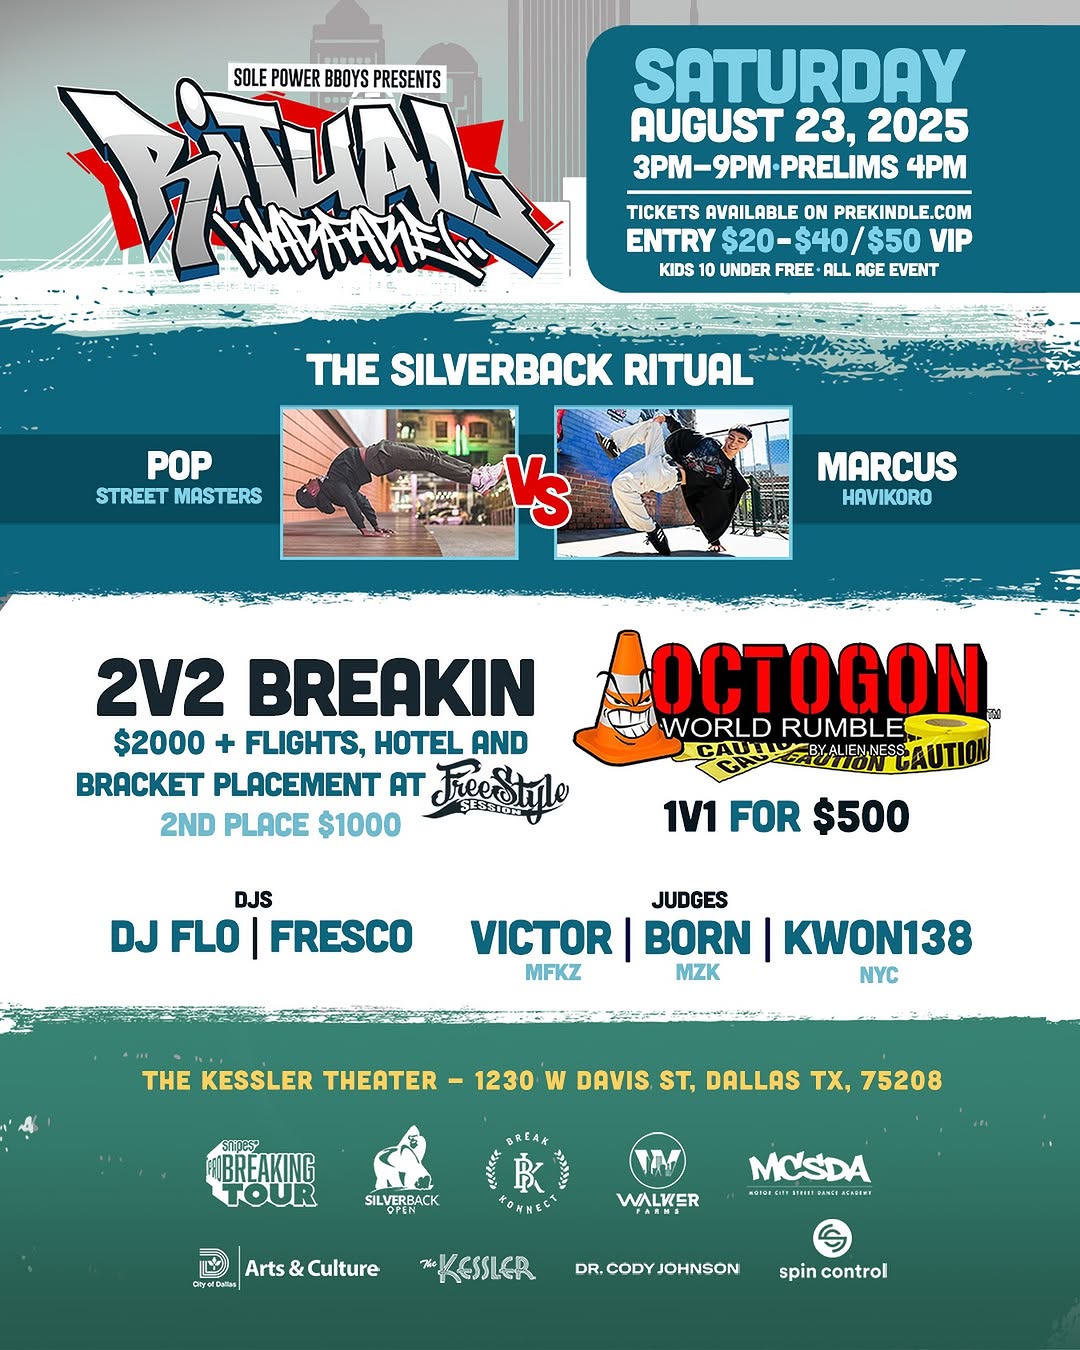 SOLE POWER BBOYS PRESENTS
RITUAL
WARFARE
SATURDAY
AUGUST 23, 2025
3PM-9PM·PRELIMS 4PM
TICKETS AVAILABLE ON PREKINDLE.COM
ENTRY $20-$40/$50 VIP
KIDS 10 UNDER FREE·ALL AGE EVENT
THE SILVERBACK RITUAL
POP
STREET MASTERS
VS
MARCUS
HAVIKORO
2V2 BREAKIN
$2000 + FLIGHTS, HOTEL AND
BRACKET PLACEMENT AT FreeStyle
SESSION
2ND PLACE $1000
OCTOGON
WORLD RUMBLE
TM
BY ALIEN NESS
CAUTION CAUTION CAUTION
CAU
1V1 FOR $500
DJS
DJ FLO | FRESCO
JUDGES
VICTOR | BORN | KWON138
MFKZ MZK NYC
THE KESSLER THEATER – 1230 W DAVIS ST, DALLAS TX, 75208
snipes
PRO BREAKING
TOUR
SILVERBACK
OPEN
BREAK
BK
KONNECT
W
WALKER
FARMS
MCSDA
MOTOR CITY STREET DANCE ACADEMY
D
City of Dallas
Arts & Culture
The KESSLER
DR. CODY JOHNSON
S
spin control